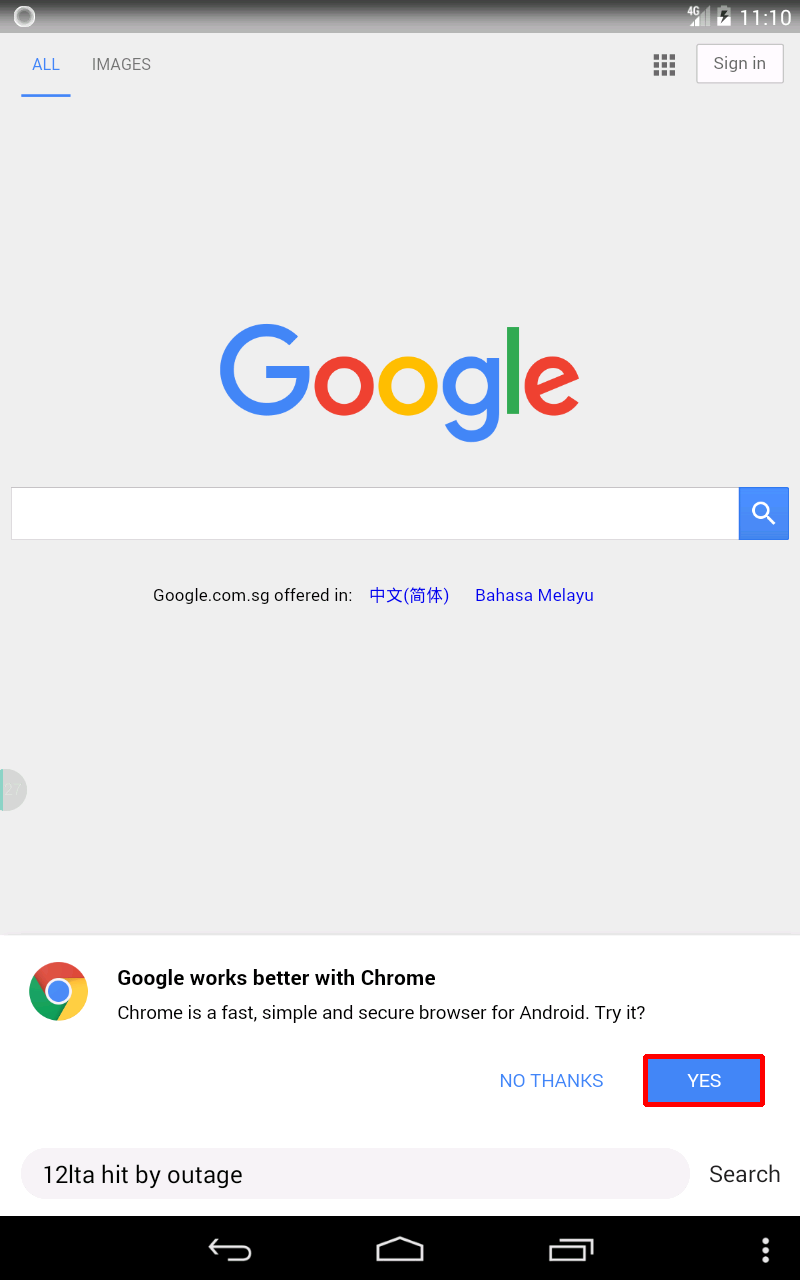 4G 11:10
ALL IMAGES Sign in
Google
Google.com.sg offered in: 中文(简体) Bahasa Melayu
Google works better with Chrome
Chrome is a fast, simple and secure browser for Android. Try it?
NO THANKS YES
12lta hit by outage Search